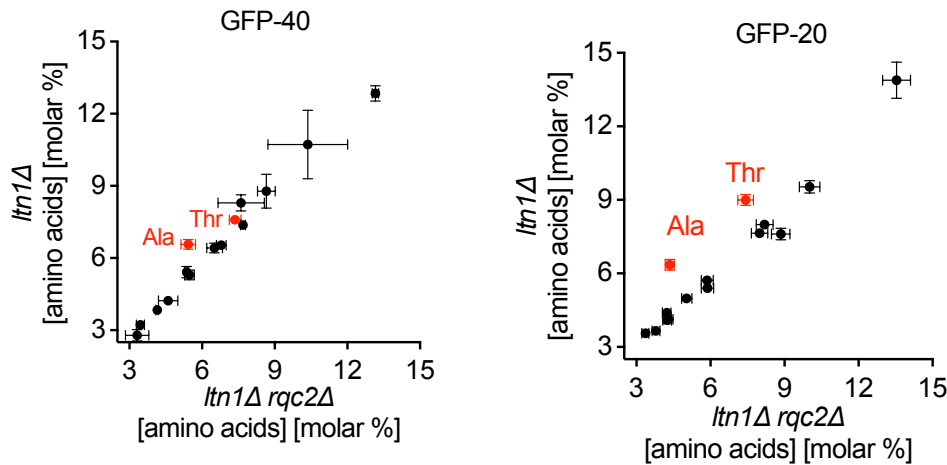 GFP-40
15
12
9
6
3
ltn1Δ
[amino acids] [molar %]
Ala
Thr
3 6 9 12 15
ltn1Δ rqc2Δ
[amino acids] [molar %]
GFP-20
15
12
9
6
3
ltn1Δ
[amino acids] [molar %]
Thr
Ala
3 6 9 12 15
ltn1Δ rqc2Δ
[amino acids] [molar %]